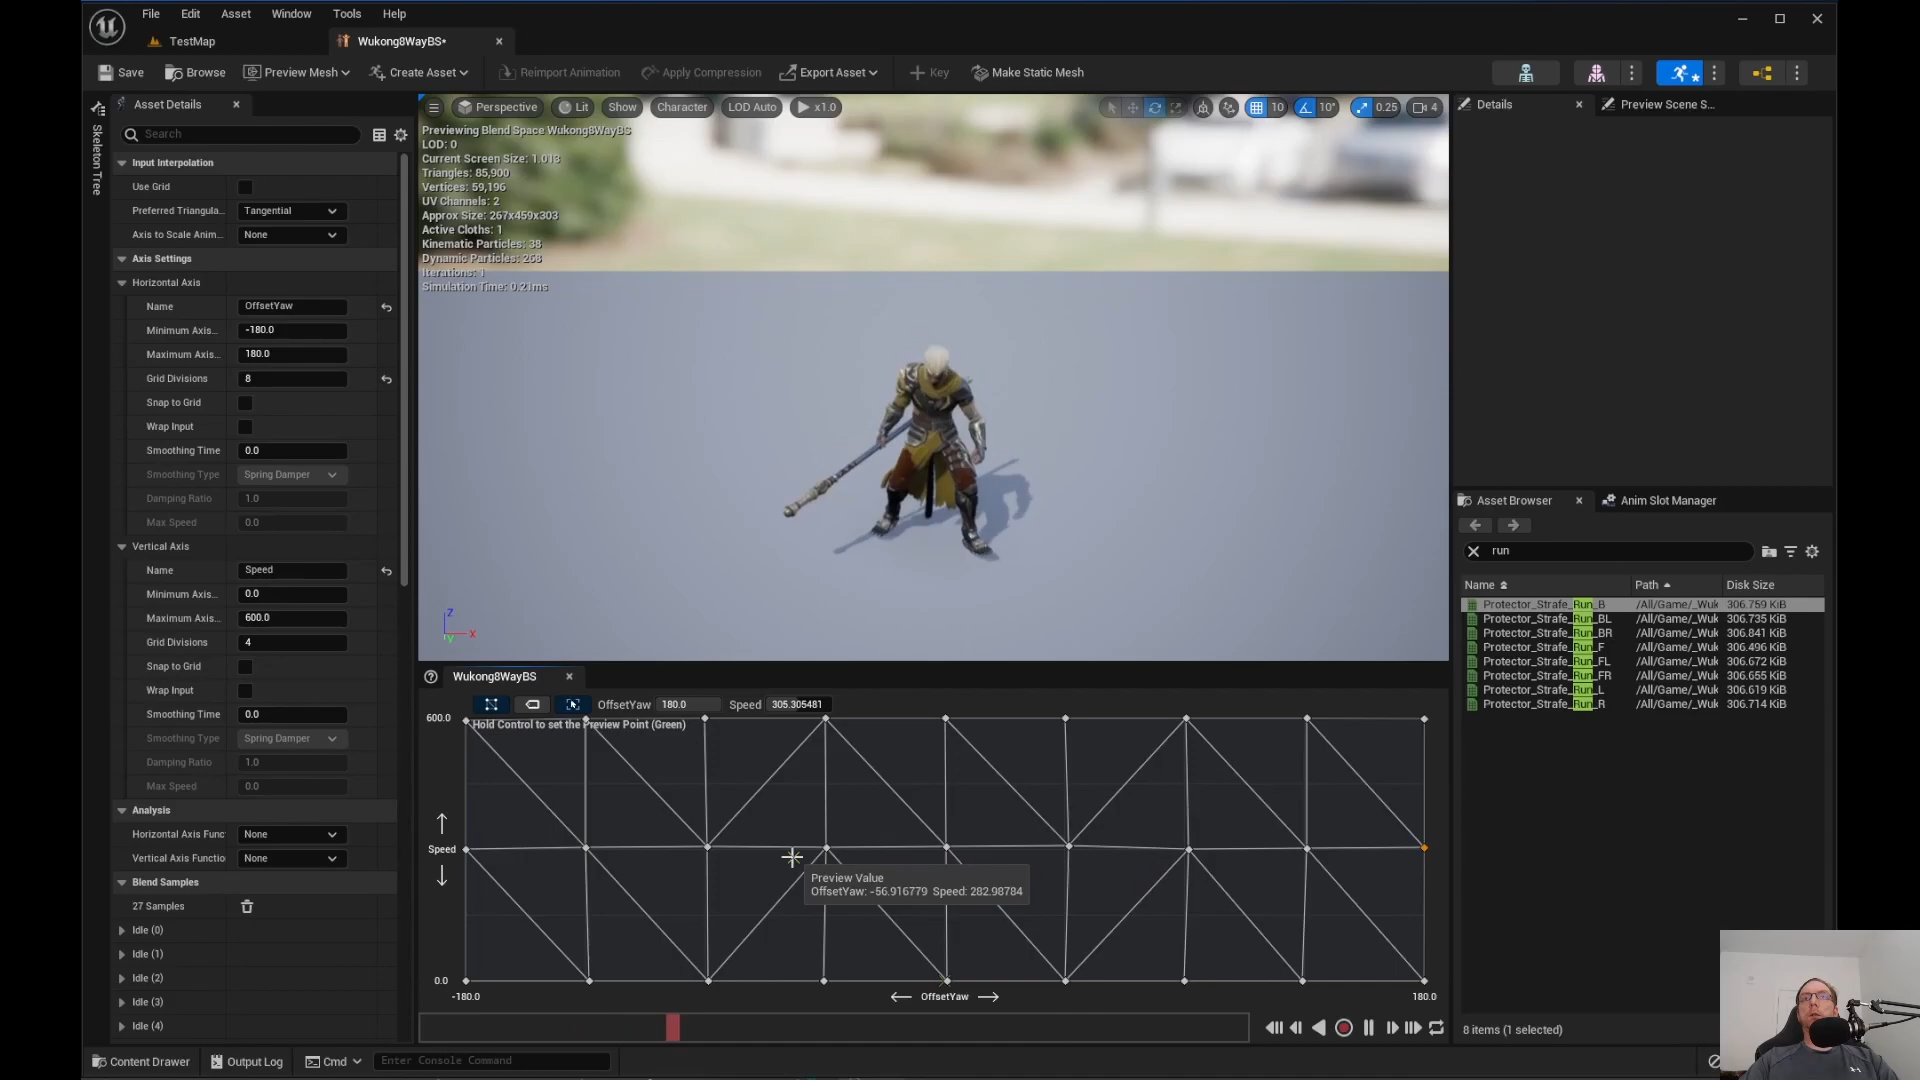 File Edit Asset Window Tools Help
TestMap Wukong8WayBS*
Save Browse Preview Mesh Create Asset Reimport Animation Apply Compression Export Asset Key Make Static Mesh
Asset Details
Skeleton Tree
Search
Input Interpolation
Use Grid
Preferred Triangula... Tangential
Axis to Scale Anim... None
Axis Settings
Horizontal Axis
Name OffsetYaw
Minimum Axis... -180.0
Maximum Axis... 180.0
Grid Divisions 8
Snap to Grid
Wrap Input
Smoothing Time 0.0
Smoothing Type Spring Damper
Damping Ratio 1.0
Max Speed 0.0
Vertical Axis
Name Speed
Minimum Axis... 0.0
Maximum Axis... 600.0
Grid Divisions 4
Snap to Grid
Wrap Input
Smoothing Time 0.0
Smoothing Type Spring Damper
Damping Ratio 1.0
Max Speed 0.0
Analysis
Horizontal Axis Func None
Vertical Axis Functio None
Blend Samples
27 Samples
Idle (0)
Idle (1)
Idle (2)
Idle (3)
Idle (4)
Perspective Lit Show Character LOD Auto x1.0 10 10° 0.25 4
Previewing Blend Space Wukong8WayBS
LOD: 0
Current Screen Size: 1.013
Triangles: 85,900
Vertices: 59,196
UV Channels: 2
Approx Size: 267x459x303
Active Cloths: 1
Kinematic Particles: 38
Dynamic Particles: 263
Iterations: 1
Simulation Time: 0.21ms
Z
X
Y
Wukong8WayBS
OffsetYaw 180.0 Speed 305.305481
600.0
Hold Control to set the Preview Point (Green)
Speed
Preview Value
OffsetYaw: -56.916779 Speed: 282.98784
0.0
-180.0 OffsetYaw 180.0
Details Preview Scene S...
Asset Browser Anim Slot Manager
run
Name Path Disk Size
Protector_Strafe_Run_B /All/Game/_Wuk 306.759 KiB
Protector_Strafe_Run_BL /All/Game/_Wuk 306.735 KiB
Protector_Strafe_Run_BR /All/Game/_Wuk 306.841 KiB
Protector_Strafe_Run_F /All/Game/_Wuk 306.496 KiB
Protector_Strafe_Run_FL /All/Game/_Wuk 306.672 KiB
Protector_Strafe_Run_FR /All/Game/_Wuk 306.655 KiB
Protector_Strafe_Run_L /All/Game/_Wuk 306.619 KiB
Protector_Strafe_Run_R /All/Game/_Wuk 306.714 KiB
8 items (1 selected)
Content Drawer Output Log Cmd Enter Console Command